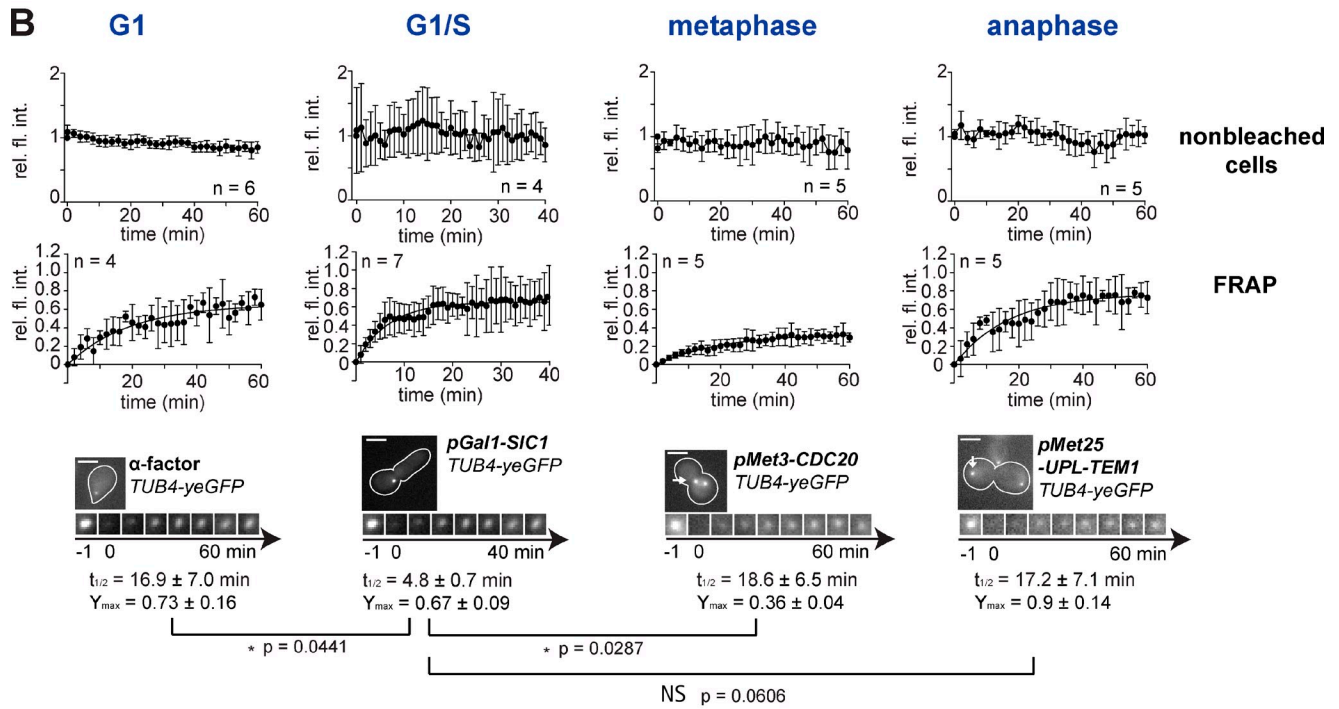 B
G1
G1/S
metaphase
anaphase
rel. fl. int.
2
1
0
n = 6
0 20 40 60
time (min)
rel. fl. int.
2
1
0
n = 4
0 10 20 30 40
time (min)
rel. fl. int.
2
1
0
n = 5
0 20 40 60
time (min)
rel. fl. int.
2
1
0
n = 5
0 20 40 60
time (min)
nonbleached
cells
rel. fl. int.
1.2
1.0
0.8
0.6
0.4
0.2
0
n = 4
20 40 60
time (min)
rel. fl. int.
1.2
1.0
0.8
0.6
0.4
0.2
0
n = 7
10 20 30 40
time (min)
rel. fl. int.
1.2
1.0
0.8
0.6
0.4
0.2
0
n = 5
20 40 60
time (min)
rel. fl. int.
1.2
1.0
0.8
0.6
0.4
0.2
0
n = 5
20 40 60
time (min)
FRAP
α-factor
TUB4-yeGFP
-1 0 60 min
t1/2 = 16.9 ± 7.0 min
Ymax = 0.73 ± 0.16
pGal1-SIC1
TUB4-yeGFP
-1 0 40 min
t1/2 = 4.8 ± 0.7 min
Ymax = 0.67 ± 0.09
pMet3-CDC20
TUB4-yeGFP
-1 0 60 min
t1/2 = 18.6 ± 6.5 min
Ymax = 0.36 ± 0.04
pMet25
-UPL-TEM1
TUB4-yeGFP
-1 0 60 min
t1/2 = 17.2 ± 7.1 min
Ymax = 0.9 ± 0.14
* p = 0.0441
* p = 0.0287
NS p = 0.0606